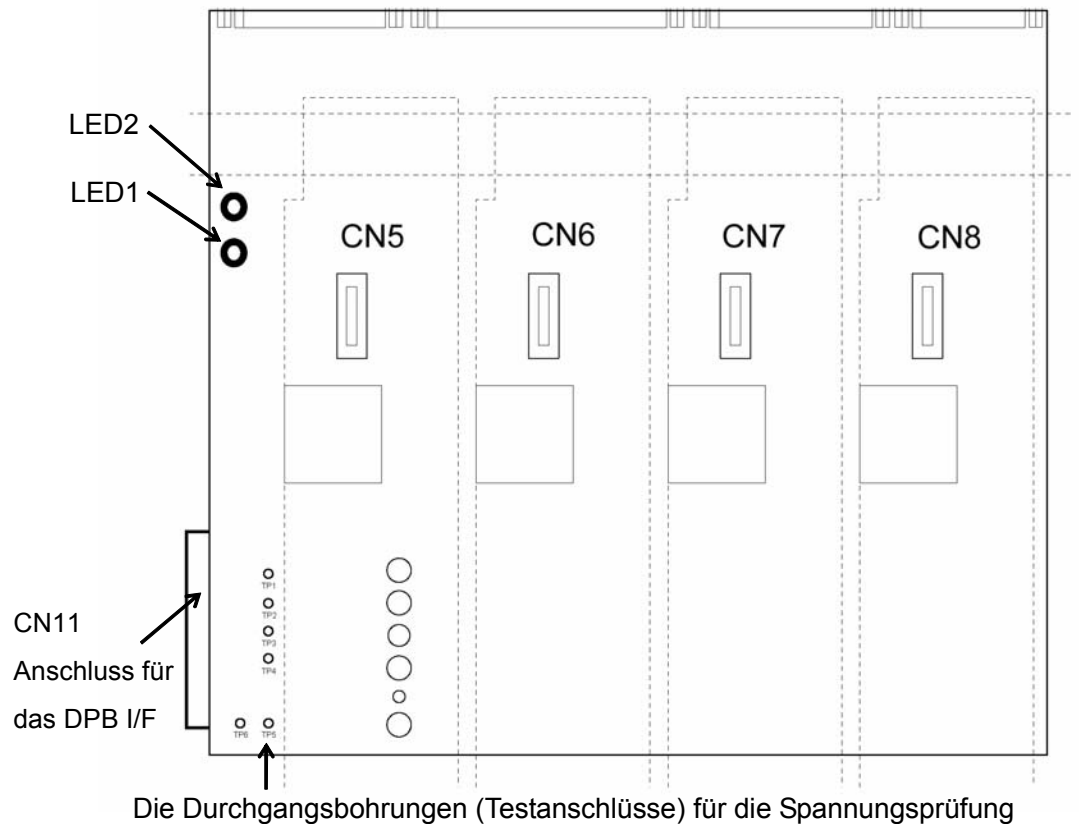 LED2
LED1
CN5
CN6
CN7
CN8
TP1
TP2
TP3
TP4
CN11
Anschluss für
das DPB I/F
TP6
TP5
Die Durchgangsbohrungen (Testanschlüsse) für die Spannungsprüfung